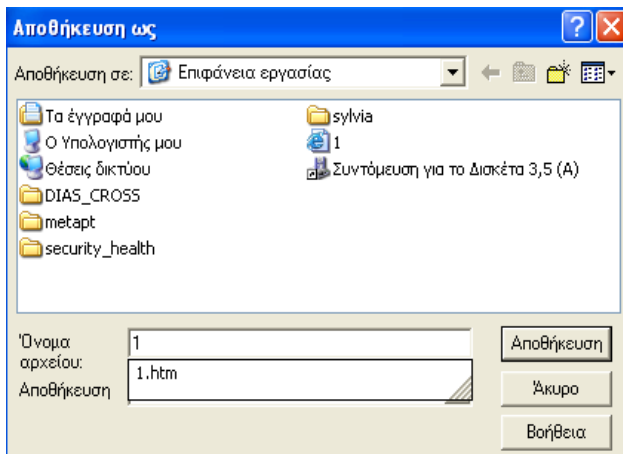 Αποθήκευση ως
Αποθήκευση σε: Επιφάνεια εργασίας
Τα έγγραφά μου
Ο Υπολογιστής μου
Θέσεις δικτύου
DIAS_CROSS
metapt
security_health
sylvia
1
Συντόμευση για το Δισκέτα 3,5 (A)
Όνομα αρχείου: 1
1.htm
Αποθήκευση
Αποθήκευση
Άκυρο
Βοήθεια